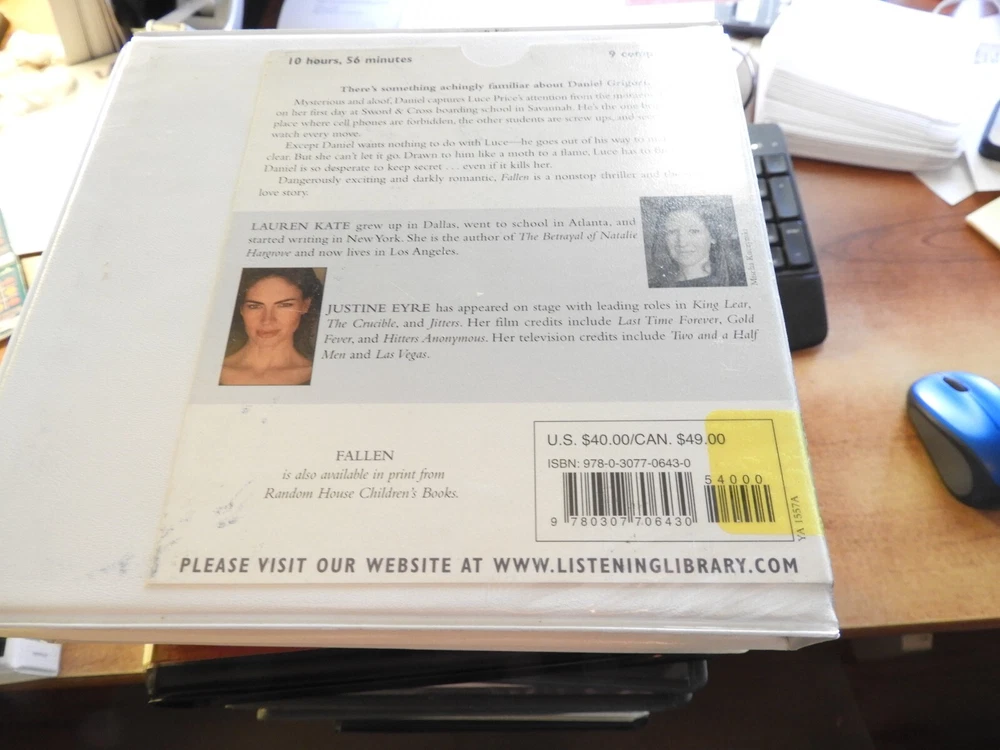 10 hours, 56 minutes
9
There's something achingly familiar about Daniel Grigori.
Mysterious and aloof, Daniel captures Luce Price's attention from the
on her first day at Sword & Cross boarding school in Savannah. He's the one
place where cell phones are forbidden, the other students are screw ups, and
watch every move.
Except Daniel wants nothing to do with Luce—he goes out of his way to
clear. But she can't let it go. Drawn to him like a moth to a flame, Luce has to
Daniel is so desperate to keep secret . . . even if it kills her.
Dangerously exciting and darkly romantic, Fallen is a nonstop thriller and
love story.
LAUREN KATE grew up in Dallas, went to school in Atlanta, and
started writing in New York. She is the author of The Betrayal of Natalie
Hargrove and now lives in Los Angeles.
JUSTINE EYRE has appeared on stage with leading roles in King Lear,
The Crucible, and Jitters. Her film credits include Last Time Forever, Gold
Fever, and Hitters Anonymous. Her television credits include Two and a Half
Men and Las Vegas.
FALLEN
is also available in print from
Random House Children's Books.
U.S. $40.00/CAN. $49.00
ISBN: 978-0-3077-0643-0
54000
9 780307 706430
YA 1557A
PLEASE VISIT OUR WEBSITE AT WWW.LISTENINGLIBRARY.COM